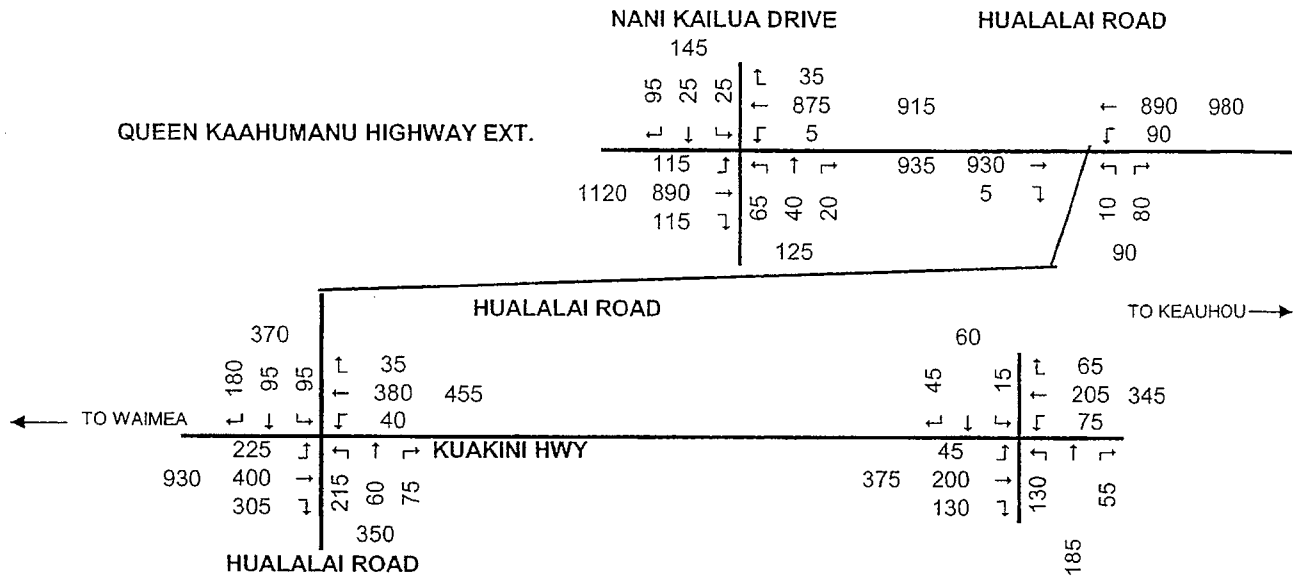 NANI KAILUA DRIVE HUALALAI ROAD
145
95 25 25 ↰ 35
← 875 915 ← 890 980
QUEEN KAAHUMANU HIGHWAY EXT. ↵ ↓ ↳ ↲ 5 ↲ 90
115 ↥ ↰ ↑ ↱ 935 930 → ↰ ↱
1120 890 → 65 40 20 5 ↴ 10 80
115 ↴
125 90
HUALALAI ROAD TO KEAUHOU →
370 60
180 95 95 ↰ 35 45 15 ↰ 65
← 380 455 ← 205 345
← TO WAIMEA ↵ ↓ ↳ ↲ 40 ↵ ↓ ↳ ↲ 75
225 ↥ ↰ ↑ ↱ KUAKINI HWY 45 ↥ ↰ ↑ ↱
930 400 → 215 60 75 375 200 → 130 55
305 ↴ 130 ↴
350 185
HUALALAI ROAD